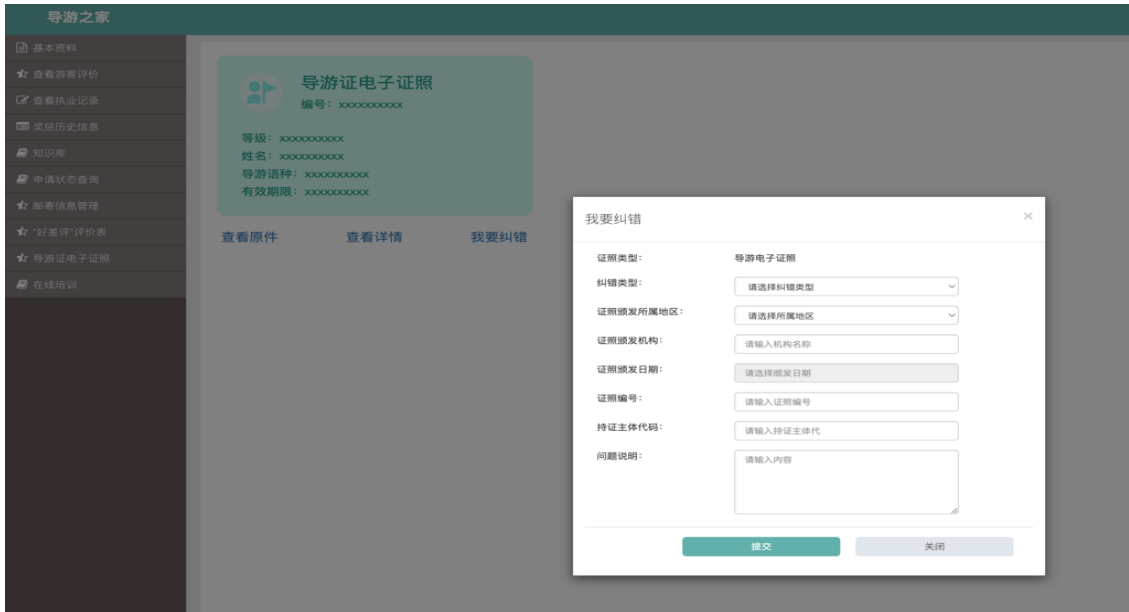 导游之家
基本资料
查看游客评价
查看执业记录
奖惩历史信息
知识库
申请状态查询
邮寄信息管理
"好差评"评价表
导游证电子证照
在线培训
导游证电子证照
编号：xxxxxxxxxx
等级：xxxxxxxxxx
姓名：xxxxxxxxxx
导游语种：xxxxxxxxxx
有效期限：xxxxxxxxxx
查看原件 查看详情 我要纠错
我要纠错 ×
证照类型： 导游电子证照
纠错类型： 请选择纠错类型
证照颁发所属地区： 请选择所属地区
证照颁发机构： 请输入机构名称
证照颁发日期： 请选择颁发日期
证照编号： 请输入证照编号
持证主体代码： 请输入持证主体代
问题说明： 请输入内容
提交 关闭